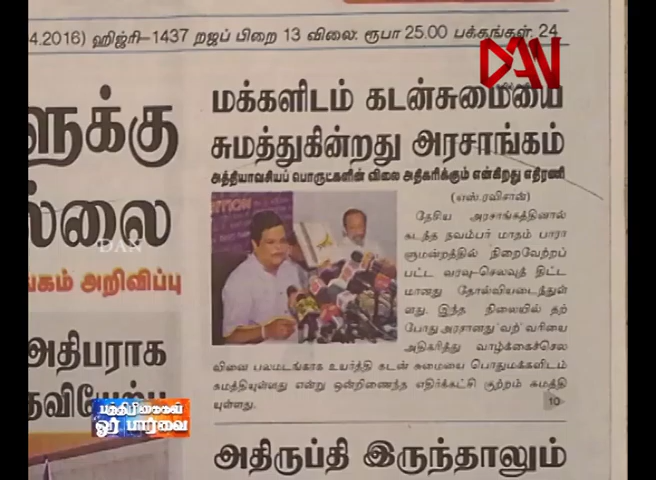 .4.2016) ஹிஜ்ரி-1437 ரஜப் பிறை 13 விலை: ரூபா 25.00 பக்கங்கள். 24
DAN
ளுக்கு
ல்லை
DAN
ங்கம் அறிவிப்பு
மக்களிடம் கடன்சுமையை
சுமத்துகின்றது அரசாங்கம்
அத்தியாவசியப் பொருட்களின் விலை அதிகரிக்கும் என்கிறது எதிரணி
(எஸ்.ரவிசான்)
தேசிய அரசாங்கத்தினால்
கடந்த நவம்பர் மாதம் பாரா
ளுமன்றத்தில் நிறைவேற்றப்
பட்ட வரவு-செலவுத் திட்ட
மானது தோல்வியடைந்துள்
ளது. இந்த நிலையில் தற்
போது அரசானது 'வற்' வரியை
அதிகரித்து வாழ்க்கைச்செல
வினை பலமடங்காக உயர்த்தி கடன் சுமையை பொதுமக்களிடம்
சுமத்தியுள்ளது என்று ஒன்றிணைந்த எதிர்க்கட்சி குற்றம் சுமத்தி
யுள்ளது.
10
அதிபராக
தவியேற்பு
பத்திரிகைகள்
ஓர் பார்வை
அதிருப்தி இருந்தாலும்